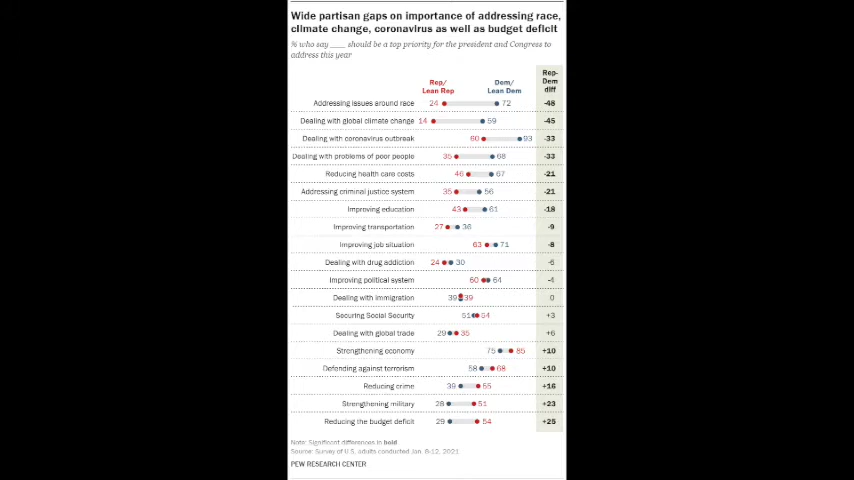 Wide partisan gaps on importance of addressing race,
climate change, coronavirus as well as budget deficit
% who say ____ should be a top priority for the president and Congress to
address this year
Rep/ Lean Rep Dem/ Lean Dem Rep-Dem diff
Addressing issues around race 24 72 -48
Dealing with global climate change 14 59 -45
Dealing with coronavirus outbreak 60 93 -33
Dealing with problems of poor people 35 68 -33
Reducing health care costs 46 67 -21
Addressing criminal justice system 35 56 -21
Improving education 43 61 -18
Improving transportation 27 36 -9
Improving job situation 63 71 -8
Dealing with drug addiction 24 30 -6
Improving political system 60 64 -4
Dealing with immigration 39 39 0
Securing Social Security 51 54 +3
Dealing with global trade 29 35 +6
Strengthening economy 75 85 +10
Defending against terrorism 58 68 +10
Reducing crime 39 55 +16
Strengthening military 28 51 +23
Reducing the budget deficit 29 54 +25
Note: Significant differences in bold.
Source: Survey of U.S. adults conducted Jan. 8-12, 2021
PEW RESEARCH CENTER